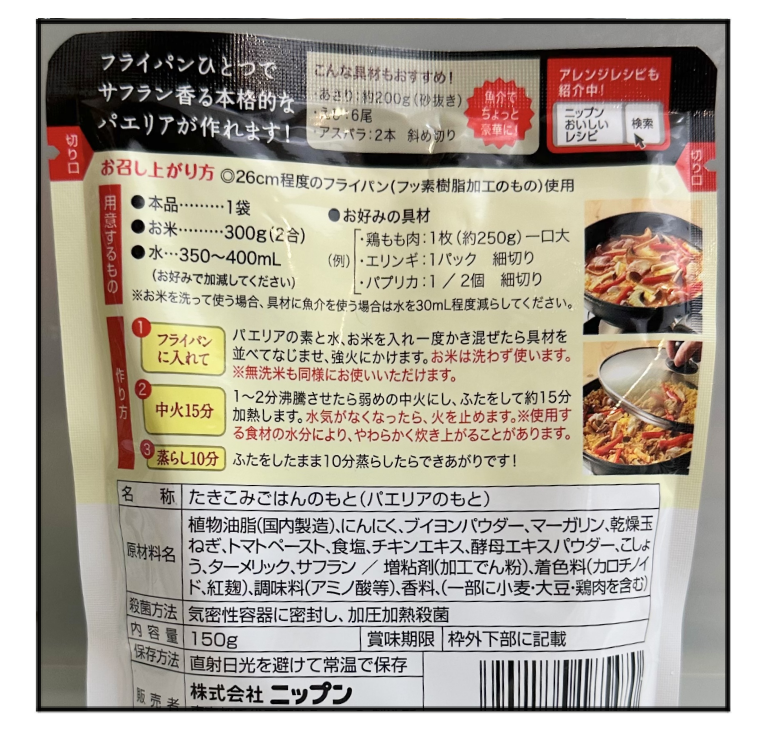 フライパンひとつで
サフラン香る本格的な
パエリアが作れます!
こんな具材もおすすめ!
・あさり:約200g(砂抜き)
・えび:6尾
・アスパラ:2本 斜め切り
魚介で
ちょっと
豪華に!
アレンジレシピも
紹介中!
ニップン
おいしい
レシピ
検索
切り口
切り口
お召し上がり方 ◎26cm程度のフライパン(フッ素樹脂加工のもの)使用
用意するもの
●本品………1袋
●お米………300g(2合)
●水…350〜400mL
(お好みで加減してください)
●お好みの具材
(例)
・鶏もも肉:1枚(約250g)一口大
・エリンギ:1パック 細切り
・パプリカ:1/2個 細切り
※お米を洗って使う場合、具材に魚介を使う場合は水を30mL程度減らしてください。
作り方
1
フライパン
に入れて
パエリアの素と水、お米を入れ一度かき混ぜたら具材を
並べてなじませ、強火にかけます。お米は洗わず使います。
※無洗米も同様にお使いいただけます。
2
中火15分
1〜2分沸騰させたら弱めの中火にし、ふたをして約15分
加熱します。水気がなくなったら、火を止めます。※使用す
る食材の水分により、やわらかく炊き上がることがあります。
3
蒸らし10分
ふたをしたまま10分蒸らしたらできあがりです!
名 称 たきこみごはんのもと(パエリアのもと)
原材料名
植物油脂(国内製造)、にんにく、ブイヨンパウダー、マーガリン、乾燥玉
ねぎ、トマトペースト、食塩、チキンエキス、酵母エキスパウダー、こしょ
う、ターメリック、サフラン / 増粘剤(加工でん粉)、着色料(カロチノイ
ド、紅麹)、調味料(アミノ酸等)、香料、(一部に小麦・大豆・鶏肉を含む)
殺菌方法 気密性容器に密封し、加圧加熱殺菌
内容量 150g 賞味期限 枠外下部に記載
保存方法 直射日光を避けて常温で保存
販売者 株式会社 ニップン